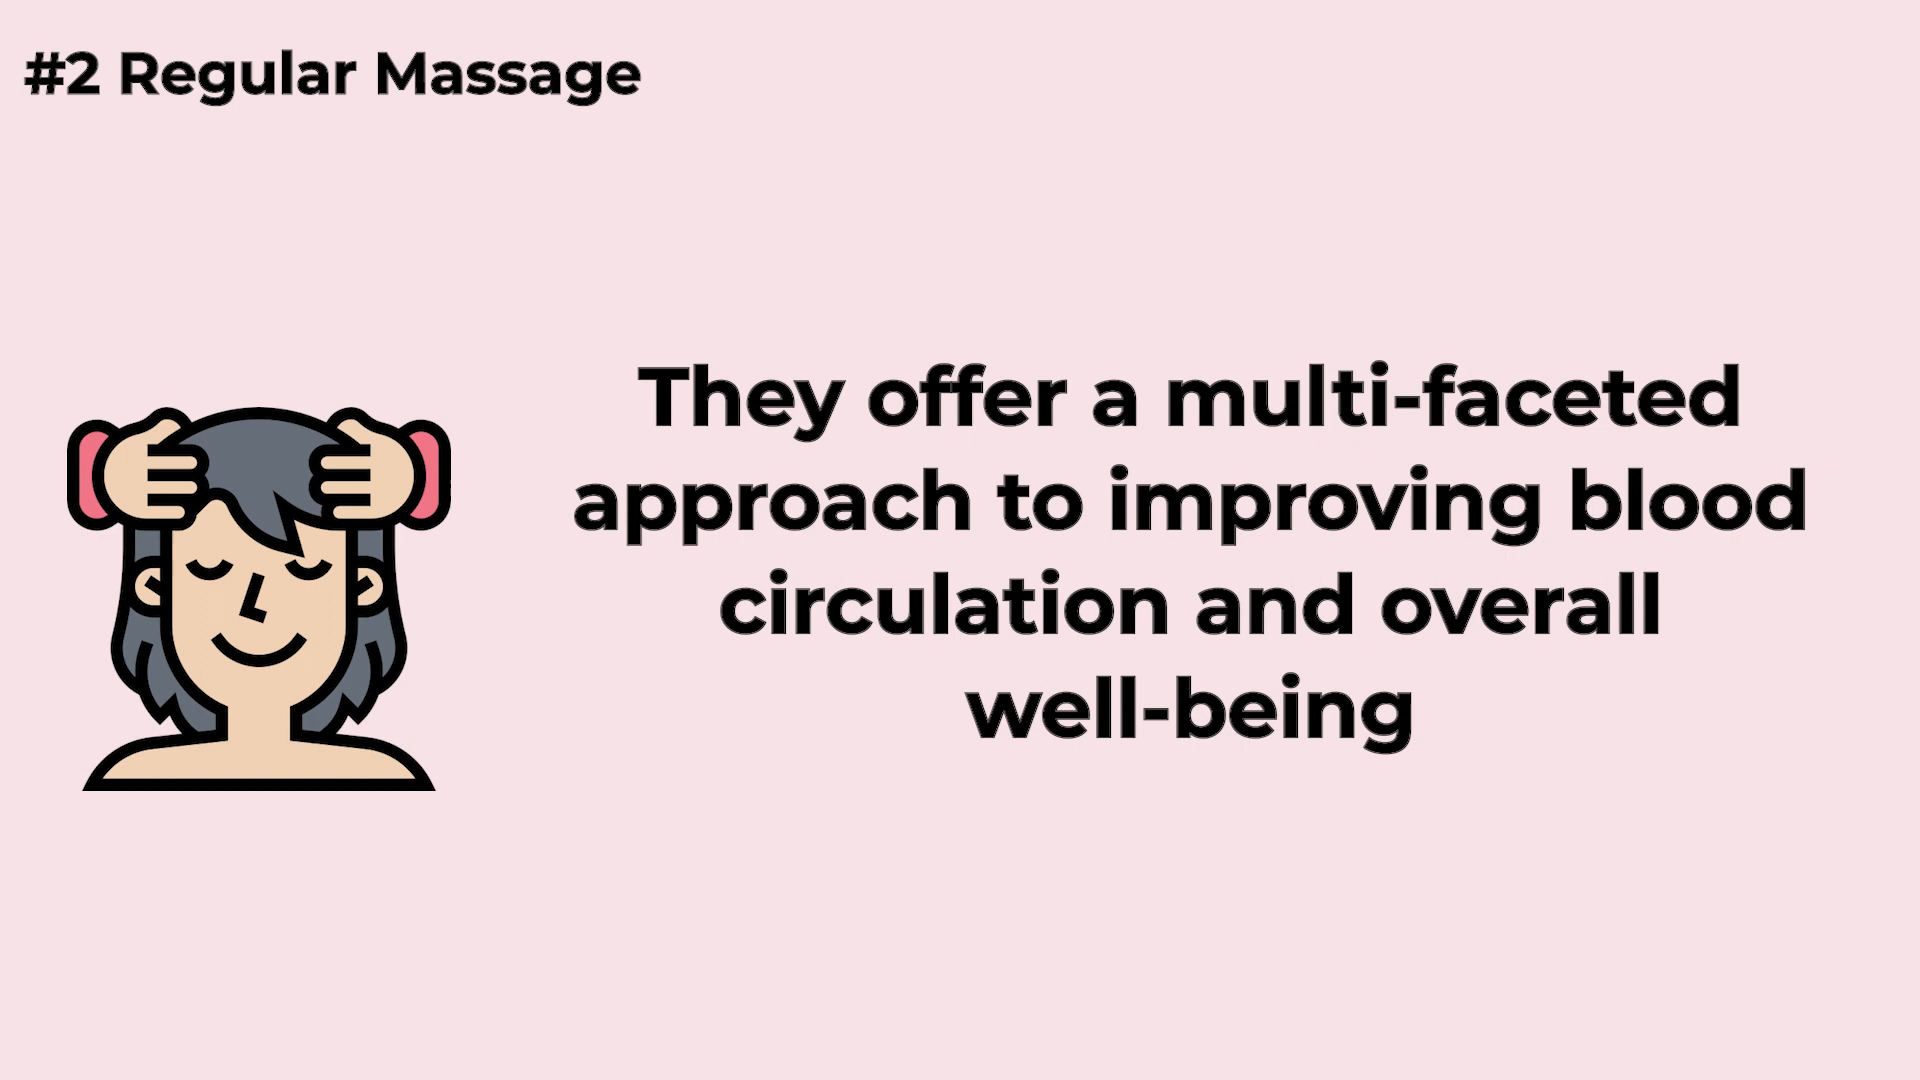 #2 Regular Massage
They offer a multi-faceted
approach to improving blood
circulation and overall
well-being